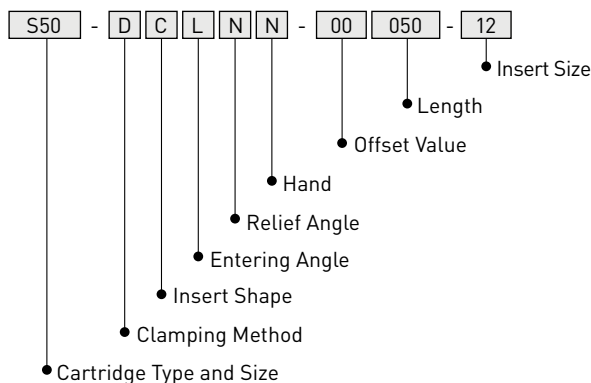 S50 - D C L N N - 00 050 - 12
Insert Size
Length
Offset Value
Hand
Relief Angle
Entering Angle
Insert Shape
Clamping Method
Cartridge Type and Size